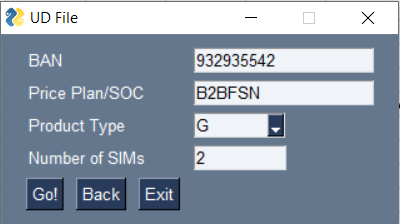 UD File
BAN 932935542
Price Plan/SOC B2BFSN
Product Type G
Number of SIMs 2
Go! Back Exit